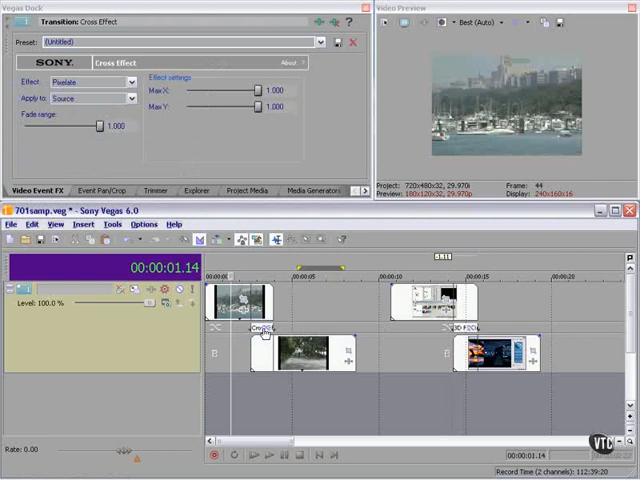 Vegas Dock
Video Preview
Transition: Cross Effect
Preset: (Untitled)
Best (Auto)
SONY. Cross Effect About ?
Effect: Pixelate
Apply to: Source
Fade range:
1.000
Effect settings
Max X: 1.000
Max Y: 1.000
Project: 720x480x32, 29.970i
Frame: 44
Preview: 180x120x32, 29.970p
Display: 240x160x16
Video Event FX
Event Pan/Crop
Trimmer
Explorer
Project Media
Media Generators
701samp.veg * - Sony Vegas 6.0
File Edit View Insert Tools Options Help
00:00:01.14
00:00:00
00:00:05
00:00:10
00:00:15
00:00:20
Level: 100.0 %
VTC
Rate: 0.00
00:00:01.14
Record Time (2 channels): 112:39:20